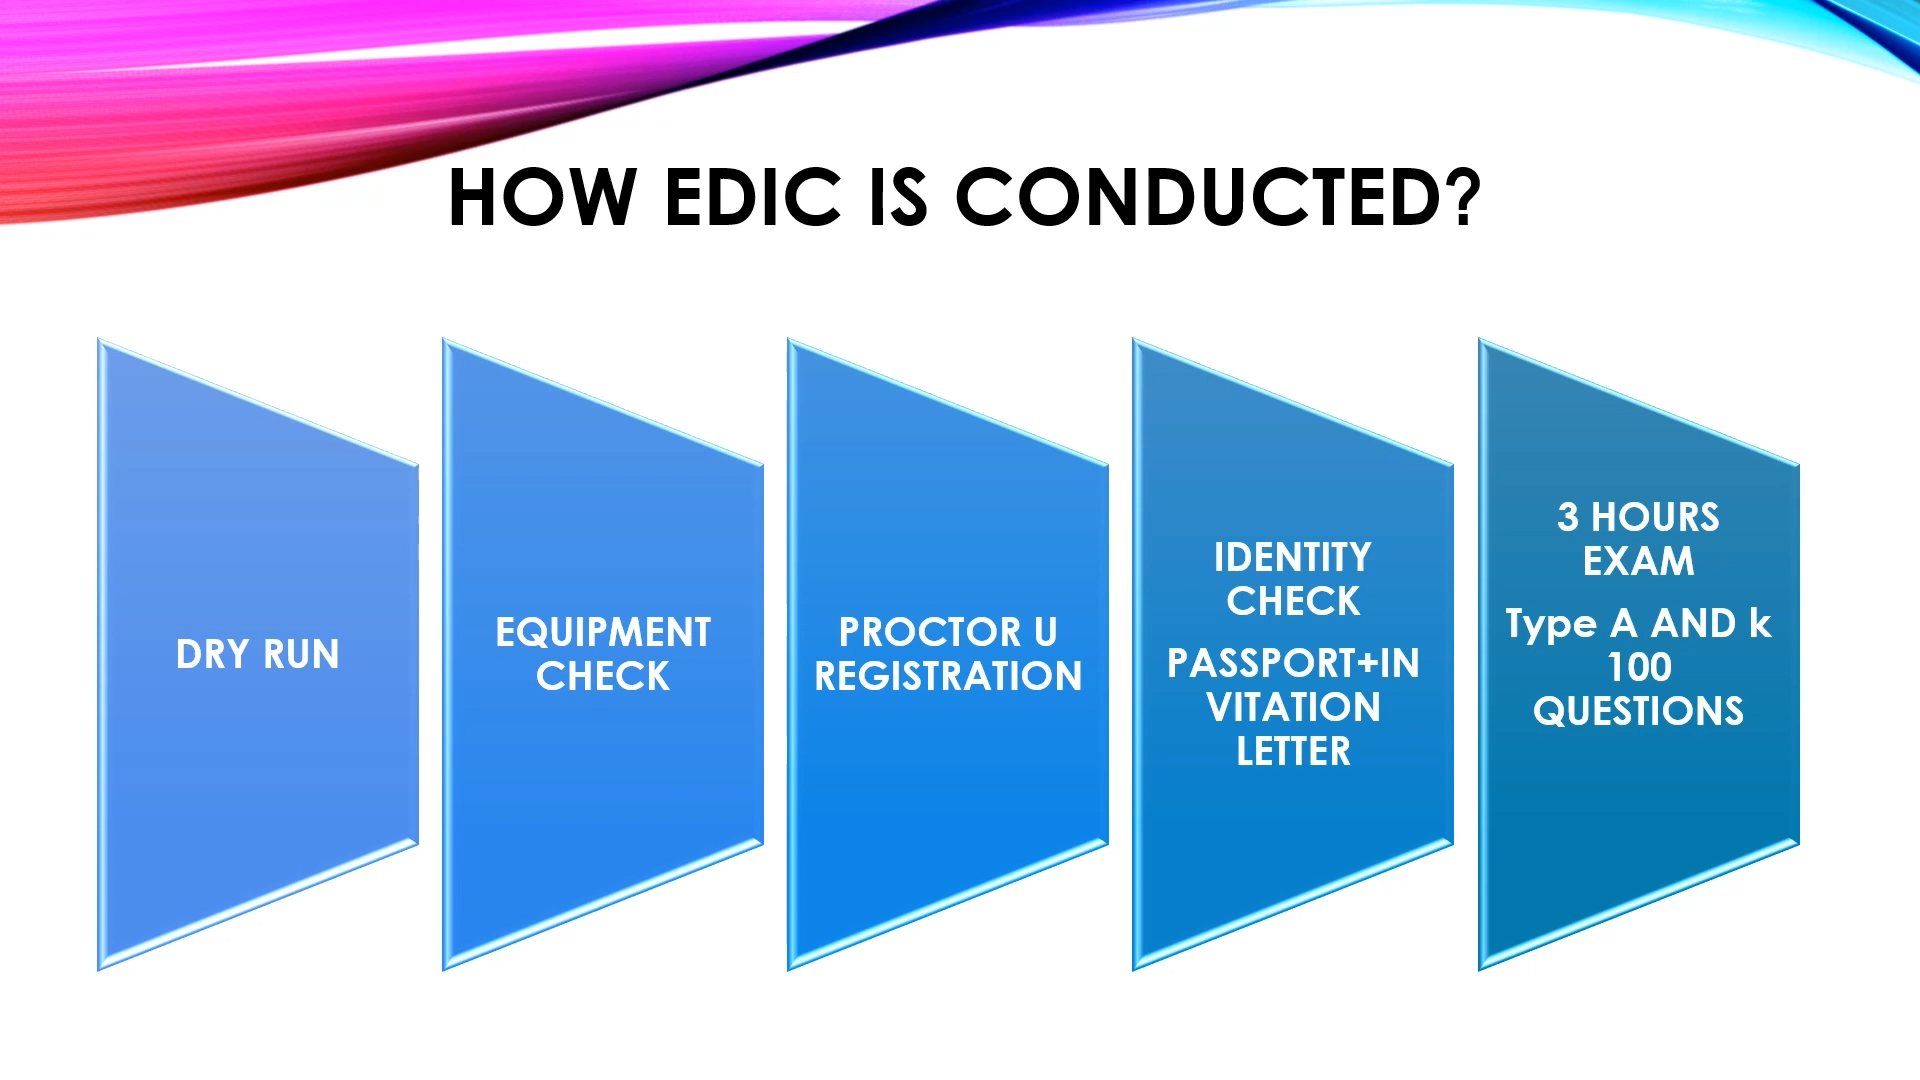 HOW EDIC IS CONDUCTED?
DRY RUN
EQUIPMENT
CHECK
PROCTOR U
REGISTRATION
IDENTITY
CHECK
PASSPORT+IN
VITATION
LETTER
3 HOURS
EXAM
Type A AND k
100
QUESTIONS